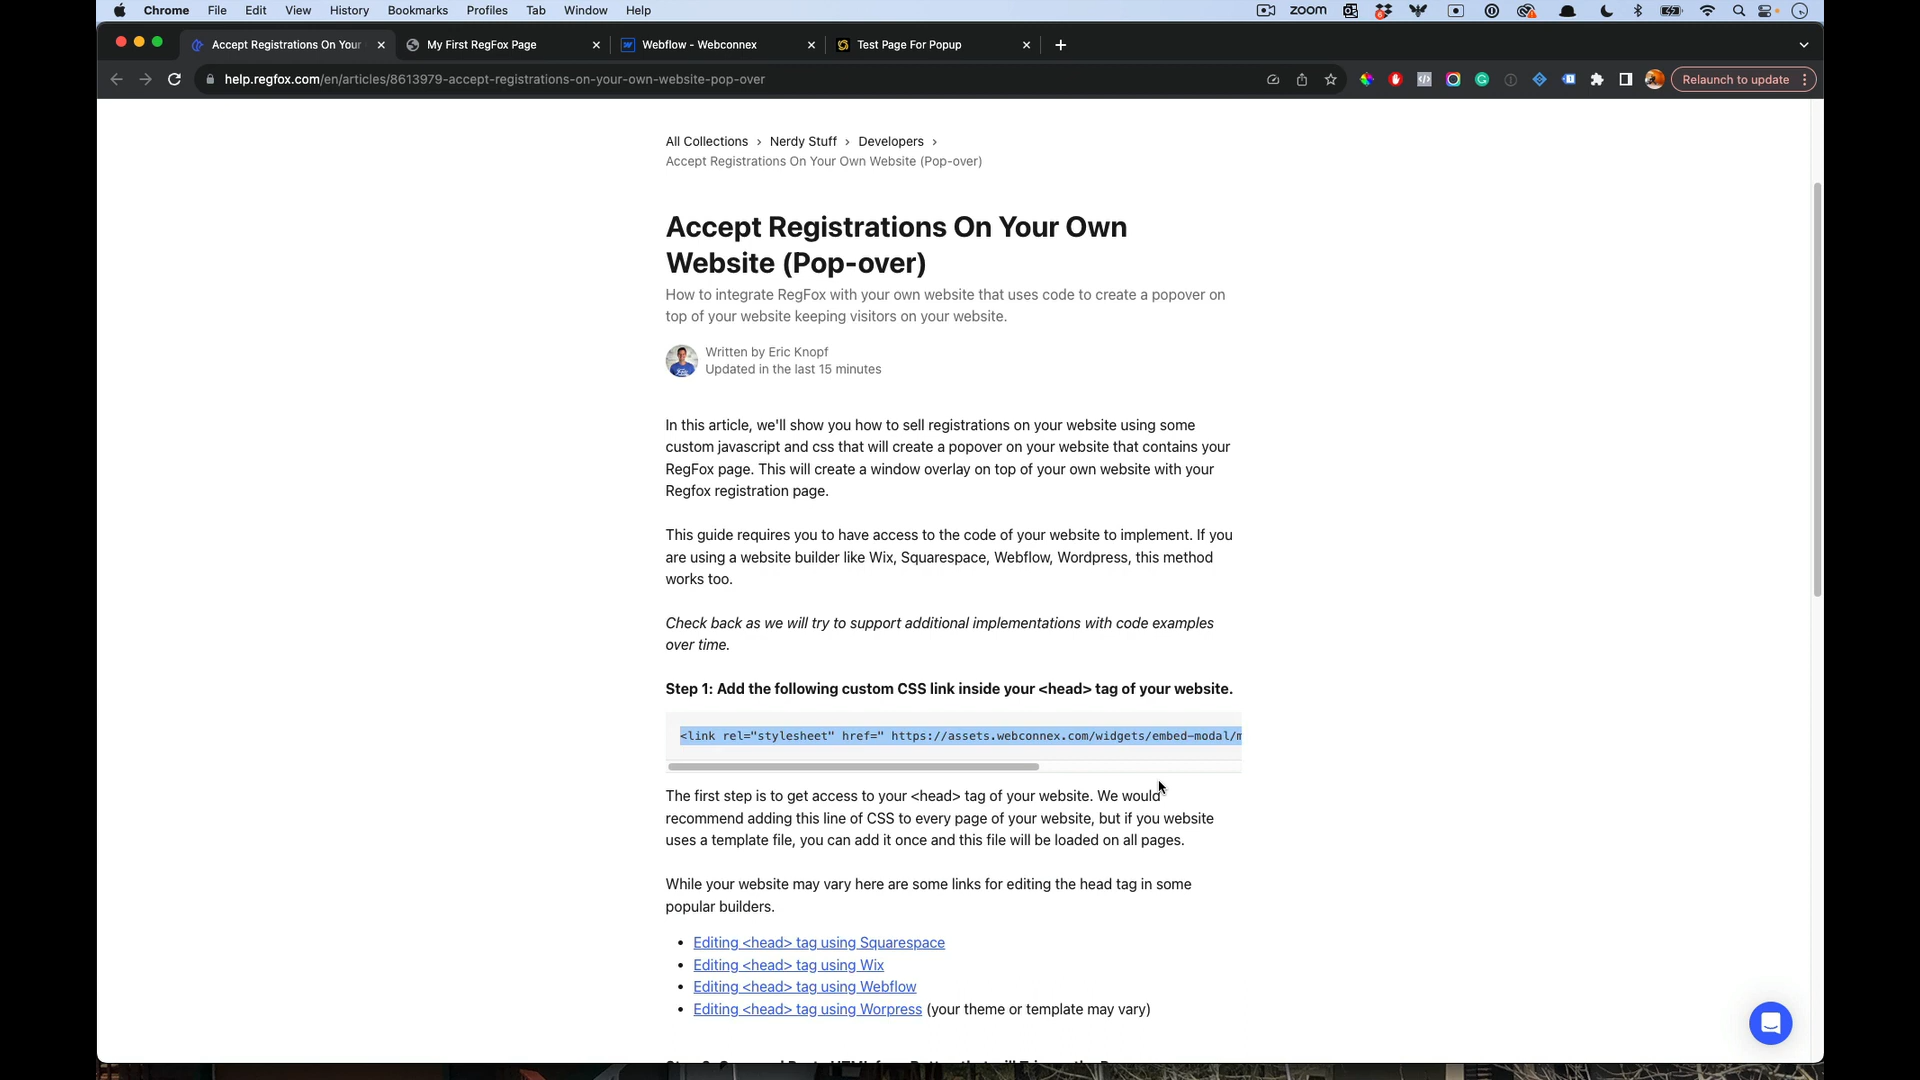 Chrome File Edit View History Bookmarks Profiles Tab Window Help zoom
Accept Registrations On Your
My First RegFox Page
Webflow - Webconnex
Test Page For Popup
help.regfox.com/en/articles/8613979-accept-registrations-on-your-own-website-pop-over
Relaunch to update
All Collections > Nerdy Stuff > Developers >
Accept Registrations On Your Own Website (Pop-over)
Accept Registrations On Your Own
Website (Pop-over)
How to integrate RegFox with your own website that uses code to create a popover on
top of your website keeping visitors on your website.
Written by Eric Knopf
Updated in the last 15 minutes
In this article, we'll show you how to sell registrations on your website using some
custom javascript and css that will create a popover on your website that contains your
RegFox page. This will create a window overlay on top of your own website with your
Regfox registration page.
This guide requires you to have access to the code of your website to implement. If you
are using a website builder like Wix, Squarespace, Webflow, Wordpress, this method
works too.
Check back as we will try to support additional implementations with code examples
over time.
Step 1: Add the following custom CSS link inside your <head> tag of your website.
<link rel="stylesheet" href=" https://assets.webconnex.com/widgets/embed-modal/m
The first step is to get access to your <head> tag of your website. We would
recommend adding this line of CSS to every page of your website, but if you website
uses a template file, you can add it once and this file will be loaded on all pages.
While your website may vary here are some links for editing the head tag in some
popular builders.
• Editing <head> tag using Squarespace
• Editing <head> tag using Wix
• Editing <head> tag using Webflow
• Editing <head> tag using Worpress (your theme or template may vary)